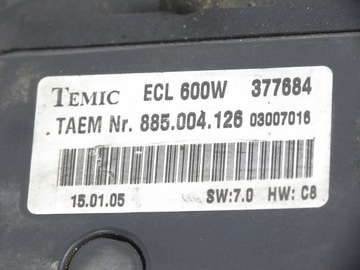 TEMIC ECL 600W 377684
TAEM Nr. 885.004.126 03007016
15.01.05 SW:7.0 HW: C8